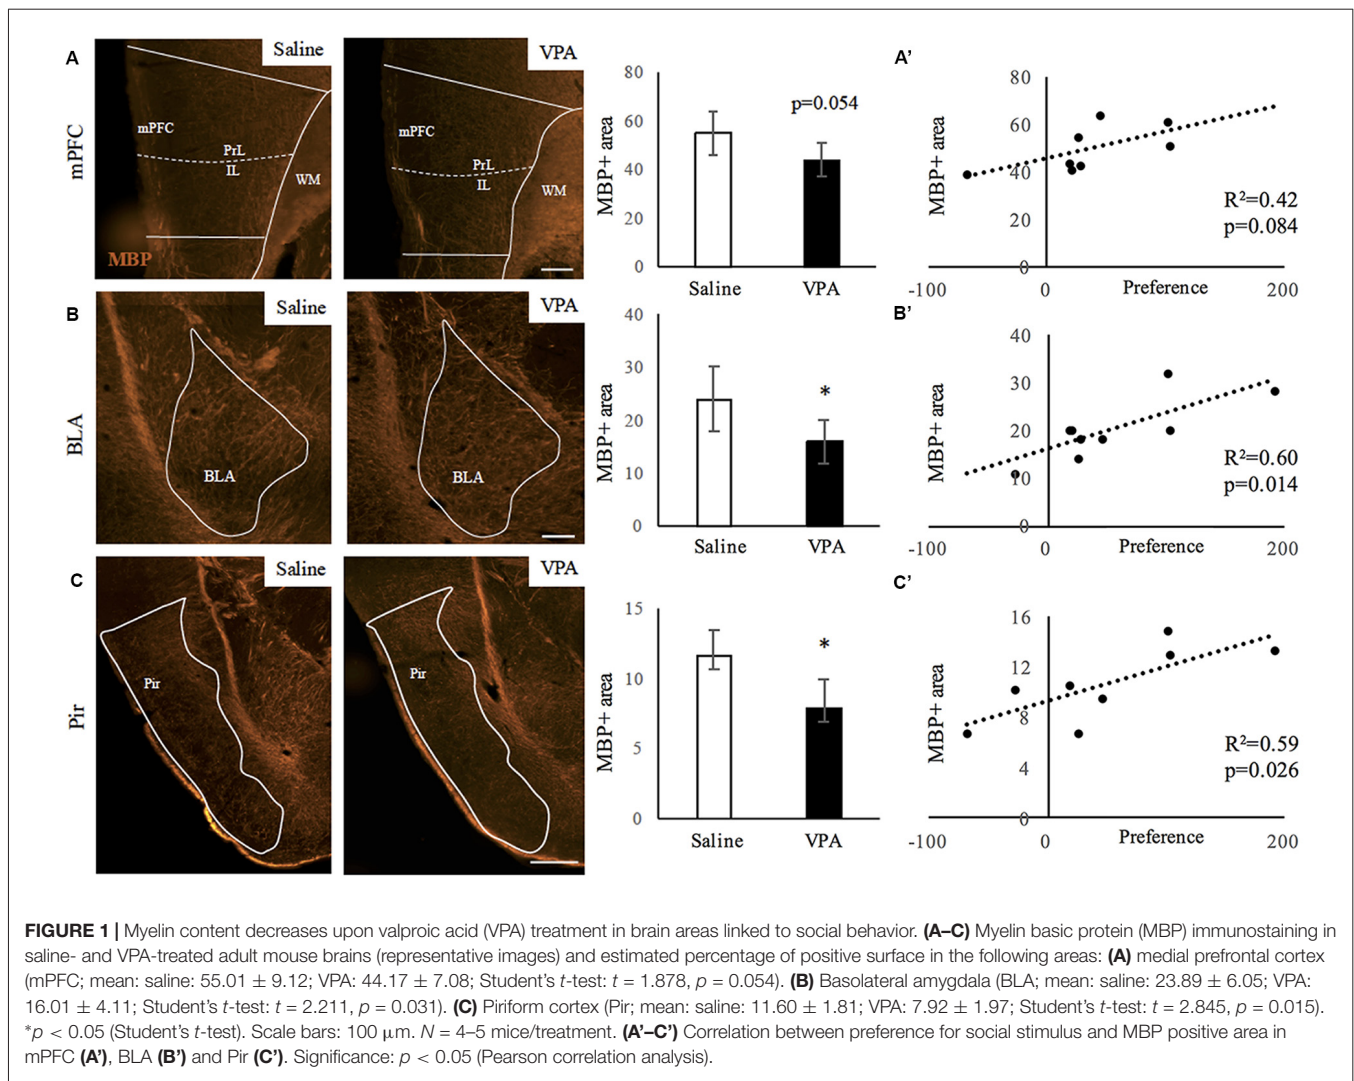 A
Saline
mPFC
PrL
IL
WM
MBP
VPA
mPFC
PrL
IL
WM
mPFC
MBP+ area
80
60
40
20
0
p=0.054
Saline
VPA
A'
MBP+ area
80
60
40
20
0
R²=0.42
p=0.084
-100
0
Preference
200
B
Saline
BLA
VPA
BLA
BLA
MBP+ area
40
30
20
10
0
*
Saline
VPA
B'
MBP+ area
40
30
20
10
0
R²=0.60
p=0.014
-100
0
Preference
200
C
Saline
Pir
VPA
Pir
Pir
MBP+ area
15
10
5
0
*
Saline
VPA
C'
MBP+ area
16
12
8
4
0
R²=0.59
p=0.026
-100
0
Preference
200
FIGURE 1 | Myelin content decreases upon valproic acid (VPA) treatment in brain areas linked to social behavior. (A–C) Myelin basic protein (MBP) immunostaining in
saline- and VPA-treated adult mouse brains (representative images) and estimated percentage of positive surface in the following areas: (A) medial prefrontal cortex
(mPFC; mean: saline: 55.01 ± 9.12; VPA: 44.17 ± 7.08; Student's t-test: t = 1.878, p = 0.054). (B) Basolateral amygdala (BLA; mean: saline: 23.89 ± 6.05; VPA:
16.01 ± 4.11; Student's t-test: t = 2.211, p = 0.031). (C) Piriform cortex (Pir; mean: saline: 11.60 ± 1.81; VPA: 7.92 ± 1.97; Student's t-test: t = 2.845, p = 0.015).
*p < 0.05 (Student's t-test). Scale bars: 100 μm. N = 4–5 mice/treatment. (A'–C') Correlation between preference for social stimulus and MBP positive area in
mPFC (A'), BLA (B') and Pir (C'). Significance: p < 0.05 (Pearson correlation analysis).